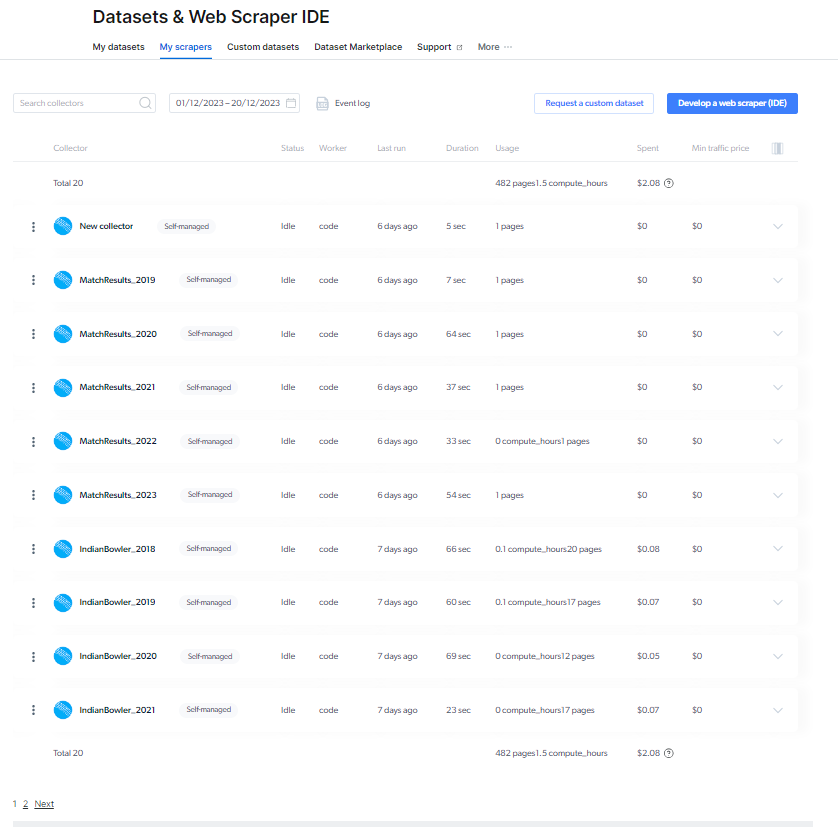 Datasets & Web Scraper IDE
My datasets My scrapers Custom datasets Dataset Marketplace Support More ···
Search collectors 01/12/2023 – 20/12/2023 Event log Request a custom dataset Develop a web scraper (IDE)
Collector Status Worker Last run Duration Usage Spent Min traffic price
Total 20 482 pages1.5 compute_hours $2.08 ?
New collector Self-managed Idle code 6 days ago 5 sec 1 pages $0 $0
MatchResults_2019 Self-managed Idle code 6 days ago 7 sec 1 pages $0 $0
MatchResults_2020 Self-managed Idle code 6 days ago 64 sec 1 pages $0 $0
MatchResults_2021 Self-managed Idle code 6 days ago 37 sec 1 pages $0 $0
MatchResults_2022 Self-managed Idle code 6 days ago 33 sec 0 compute_hours1 pages $0 $0
MatchResults_2023 Self-managed Idle code 6 days ago 54 sec 1 pages $0 $0
IndianBowler_2018 Self-managed Idle code 7 days ago 66 sec 0.1 compute_hours20 pages $0.08 $0
IndianBowler_2019 Self-managed Idle code 7 days ago 60 sec 0.1 compute_hours17 pages $0.07 $0
IndianBowler_2020 Self-managed Idle code 7 days ago 69 sec 0 compute_hours12 pages $0.05 $0
IndianBowler_2021 Self-managed Idle code 7 days ago 23 sec 0 compute_hours17 pages $0.07 $0
Total 20 482 pages1.5 compute_hours $2.08 ?
1 2 Next